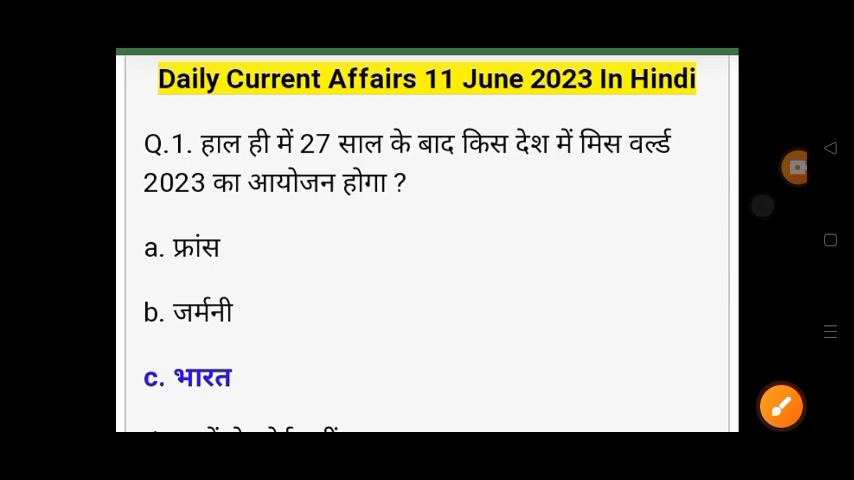 Daily Current Affairs 11 June 2023 In Hindi
Q.1. हाल ही में 27 साल के बाद किस देश में मिस वर्ल्ड
2023 का आयोजन होगा ?
a. फ्रांस
b. जर्मनी
c. भारत